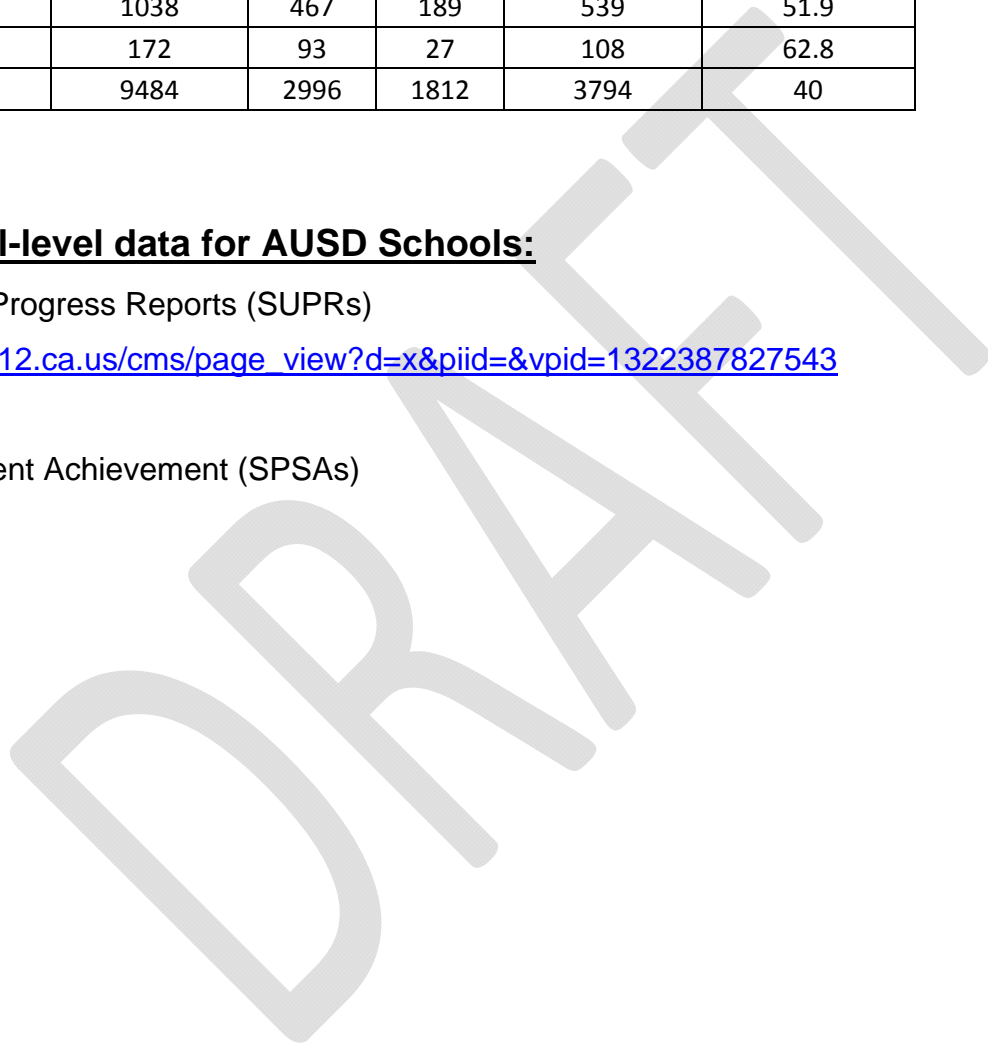 1038 467 189 539 51.9
172 93 27 108 62.8
9484 2996 1812 3794 40
l-level data for AUSD Schools:
Progress Reports (SUPRs)
12.ca.us/cms/page_view?d=x&piid=&vpid=1322387827543
ent Achievement (SPSAs)
DRAFT